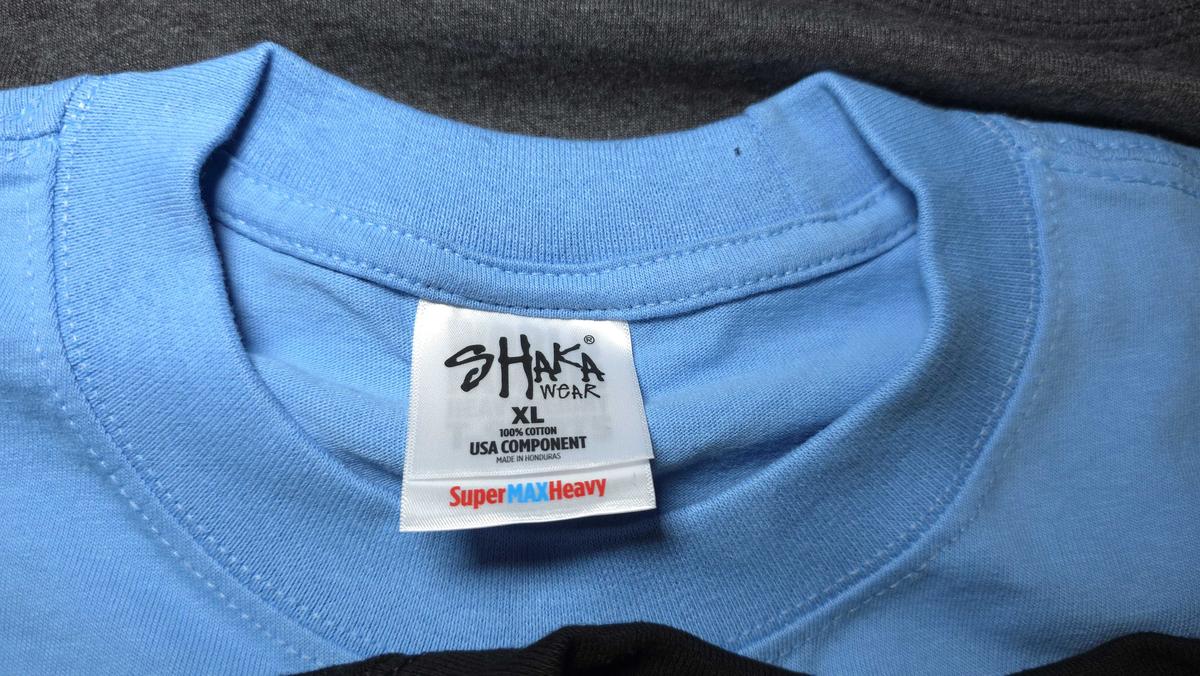 SHAKA®
WEAR
XL
100% COTTON
USA COMPONENT
MADE IN HONDURAS
SuperMAXHeavy